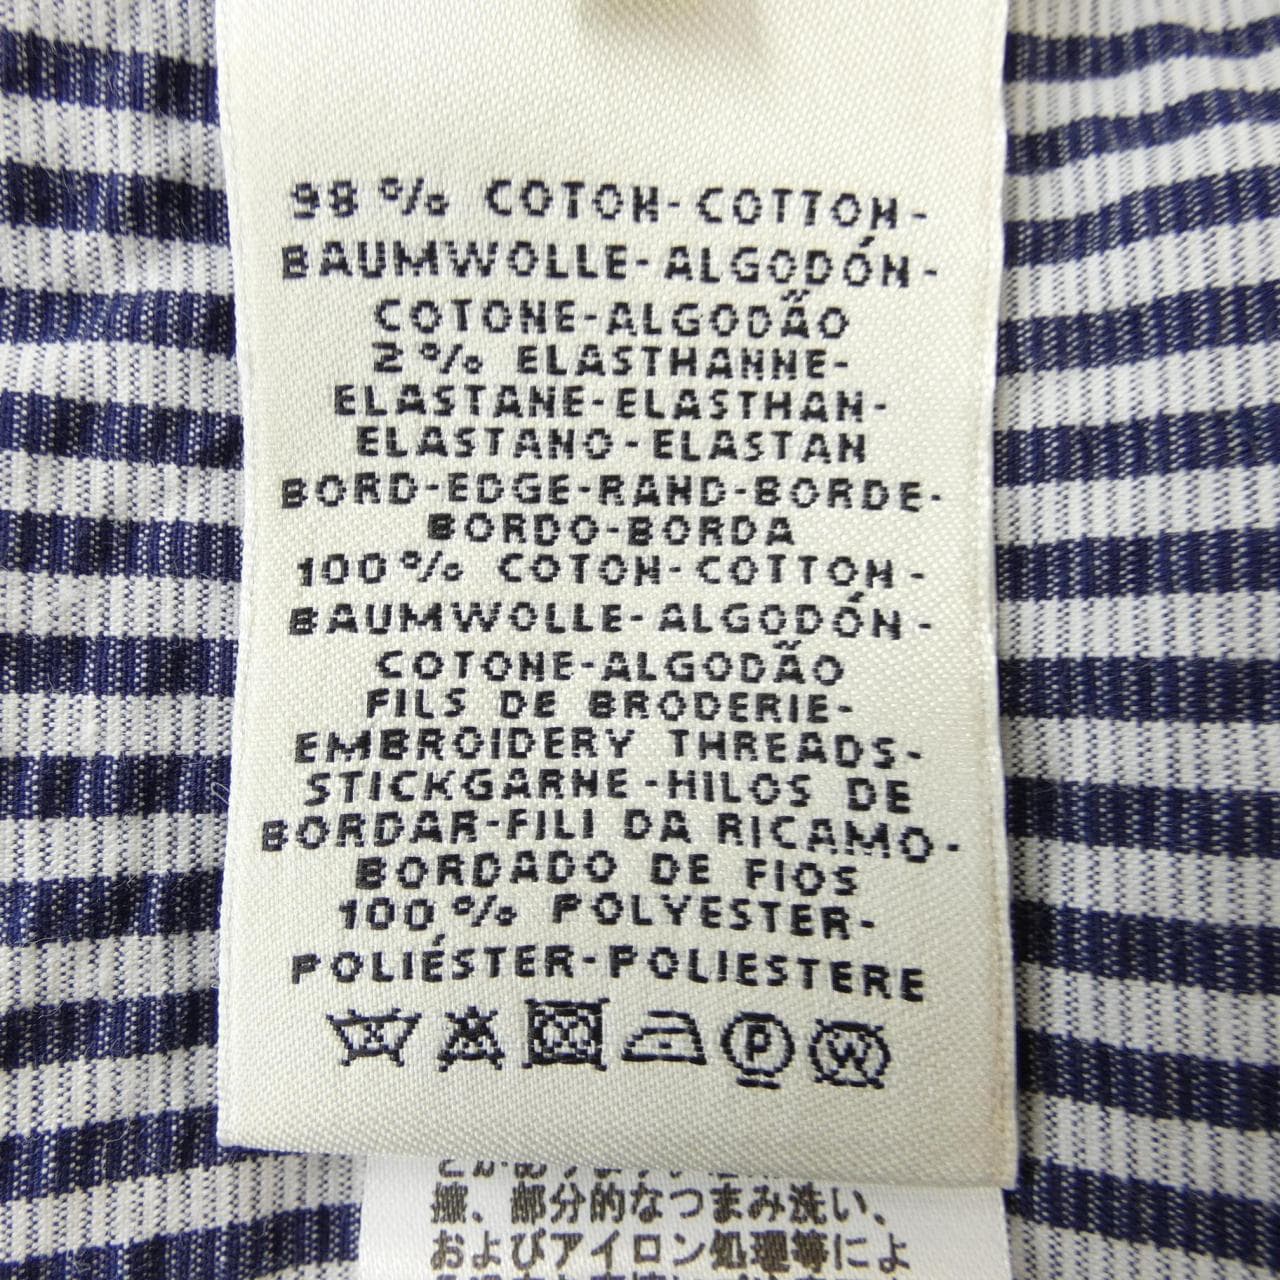 98 % COTON-COTTON-
BAUMWOLLE-ALGODÓN-
COTONE-ALGODÃO
2 % ELASTHANNE-
ELASTANE-ELASTHAN-
ELASTANO-ELASTAN
BORD-EDGE-RAND-BORDE-
BORDO-BORDA
100 % COTON-COTTON-
BAUMWOLLE-ALGODÓN-
COTONE-ALGODÃO
FILS DE BRODERIE-
EMBROIDERY THREADS-
STICKGARNE-HILOS DE
BORDAR-FILI DA RICAMO-
BORDADO DE FIOS
100 % POLYESTER-
POLIÉSTER-POLIESTERE
P W
擦、部分的なつまみ洗い、
およびアイロン処理等によ